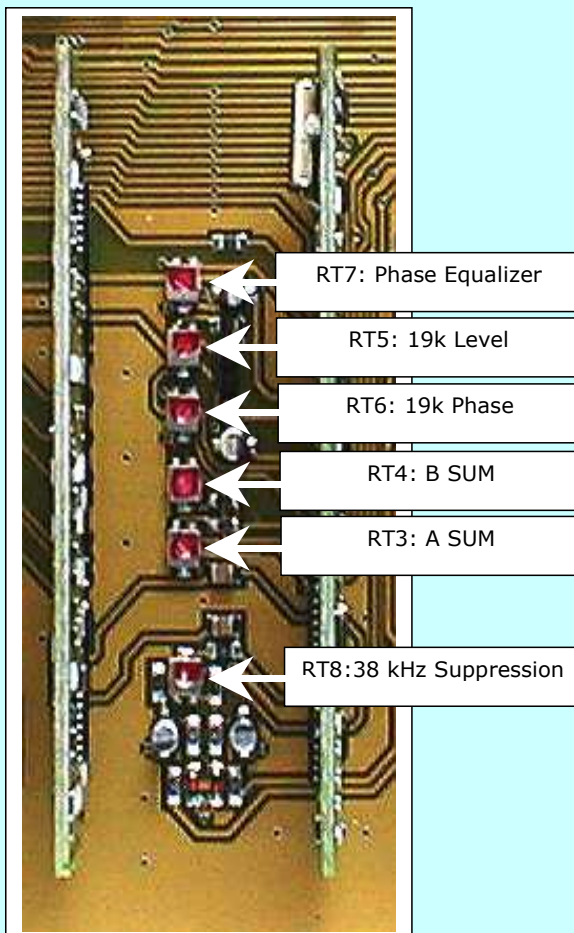 RT7: Phase Equalizer
RT5: 19k Level
RT6: 19k Phase
RT4: B SUM
RT3: A SUM
RT8:38 kHz Suppression